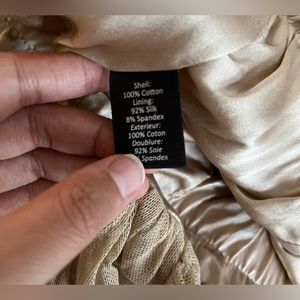 Shell:
100% Cotton
Lining:
92% Silk
8% Spandex
Exterieur:
100% Coton
Doublure:
92% Soie
Spandex